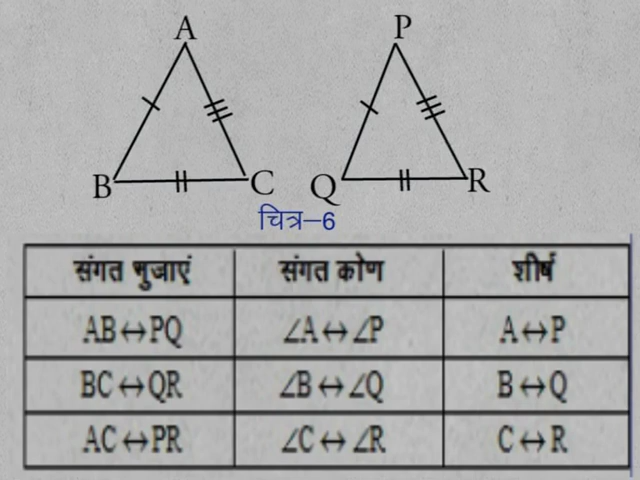 A P
B C Q R
चित्र–6
संगत भुजाएं संगत कोण शीर्ष
AB↔PQ ∠A↔∠P A↔P
BC↔QR ∠B↔∠Q B↔Q
AC↔PR ∠C↔∠R C↔R